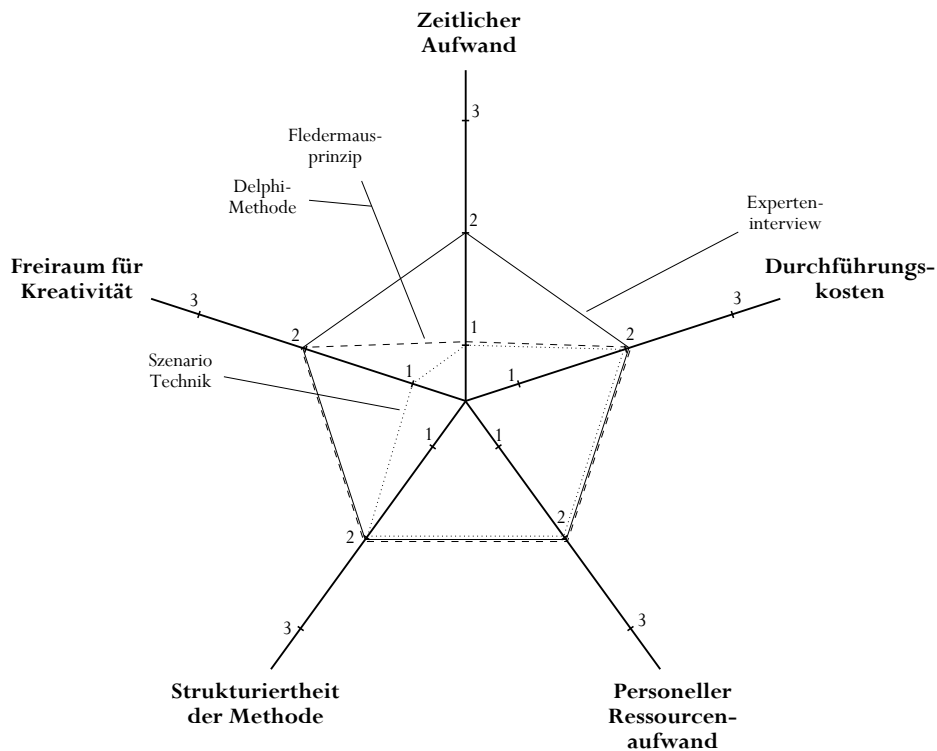 Zeitlicher
Aufwand
3
Fledermaus-
prinzip
Delphi-
Methode
Experten-
interview
2
Freiraum für
Kreativität
Durchführungs-
kosten
3
3
1
2
2
Szenario
Technik
1
1
1
1
2
2
3
3
Strukturiertheit
der Methode
Personeller
Ressourcen-
aufwand